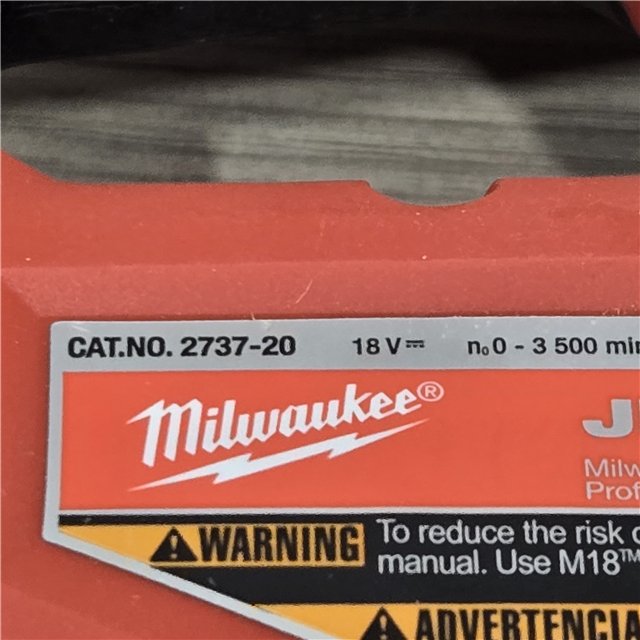 CAT.NO. 2737-20 18 V⎓ n₀ 0 - 3 500 min
Milwaukee®
J
Milw
Prof
⚠WARNING To reduce the risk
manual. Use M18™
⚠ADVERTENCIA